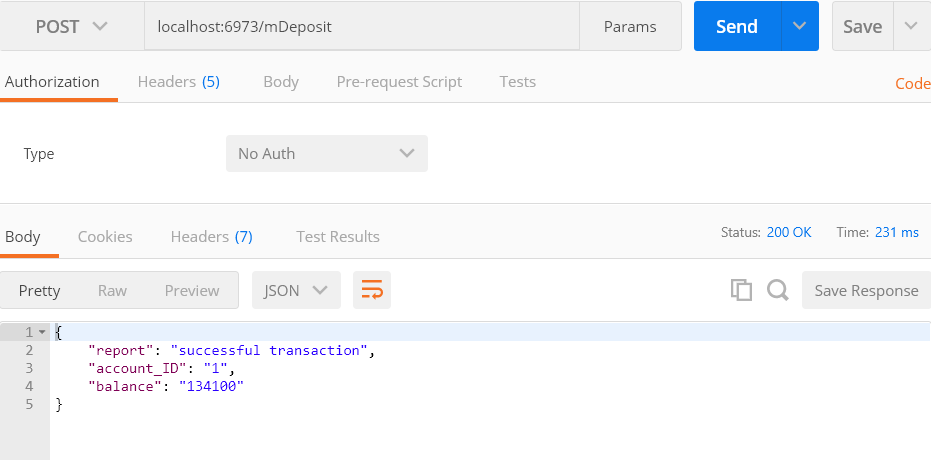 POST localhost:6973/mDeposit Params Send Save
Authorization Headers (5) Body Pre-request Script Tests Code
Type No Auth
Body Cookies Headers (7) Test Results Status: 200 OK Time: 231 ms
Pretty Raw Preview JSON Save Response
1 {
2 "report": "successful transaction",
3 "account_ID": "1",
4 "balance": "134100"
5 }